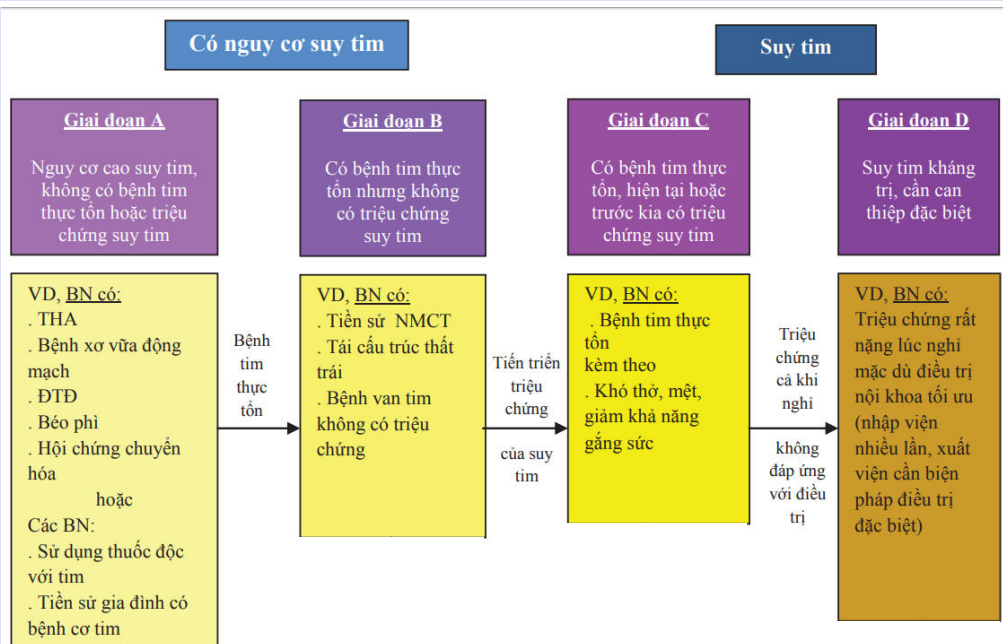 Có nguy cơ suy tim
Suy tim
Giai đoạn A
Nguy cơ cao suy tim,
không có bệnh tim
thực tổn hoặc triệu
chứng suy tim
Giai đoạn B
Có bệnh tim thực
tổn nhưng không
có triệu chứng
suy tim
Giai đoạn C
Có bệnh tim thực
tổn, hiện tại hoặc
trước kia có triệu
chứng suy tim
Giai đoạn D
Suy tim kháng
trị, cần can
thiệp đặc biệt
VD, BN có:
. THA
. Bệnh xơ vữa động
mạch
. ĐTĐ
. Béo phì
. Hội chứng chuyển
hóa
hoặc
Các BN:
. Sử dụng thuốc độc
với tim
. Tiền sử gia đình có
bệnh cơ tim
Bệnh
tim
thực
tổn
VD, BN có:
. Tiền sử NMCT
. Tái cấu trúc thất
trái
. Bệnh van tim
không có triệu
chứng
Tiến triển
triệu
chứng
của suy
tim
VD, BN có:
. Bệnh tim thực
tổn
kèm theo
. Khó thở, mệt,
giảm khả năng
gắng sức
Triệu
chứng
cả khi
nghỉ
không
đáp ứng
với điều
trị
VD, BN có:
Triệu chứng rất
nặng lúc nghỉ
mặc dù điều trị
nội khoa tối ưu
(nhập viện
nhiều lần, xuất
viện cần biện
pháp điều trị
đặc biệt)